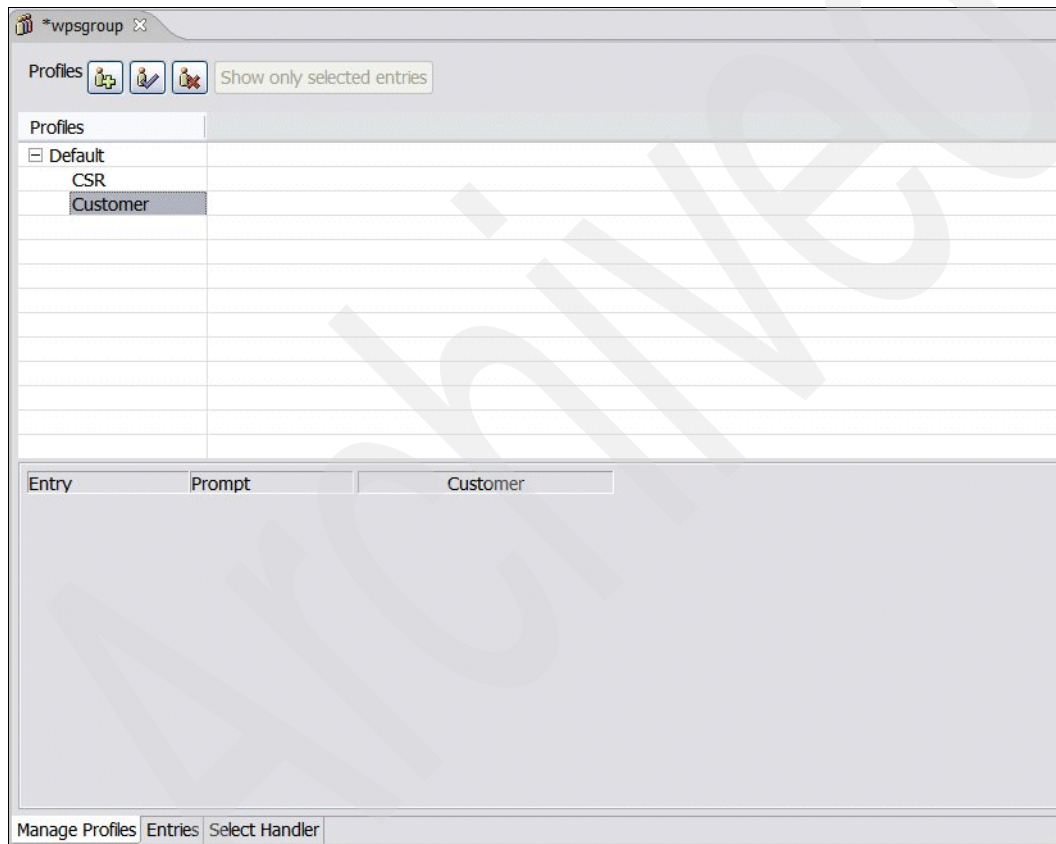 *wpsgroup
Profiles Show only selected entries
Profiles
Default
CSR
Customer
Entry Prompt Customer
Manage Profiles Entries Select Handler
Archived